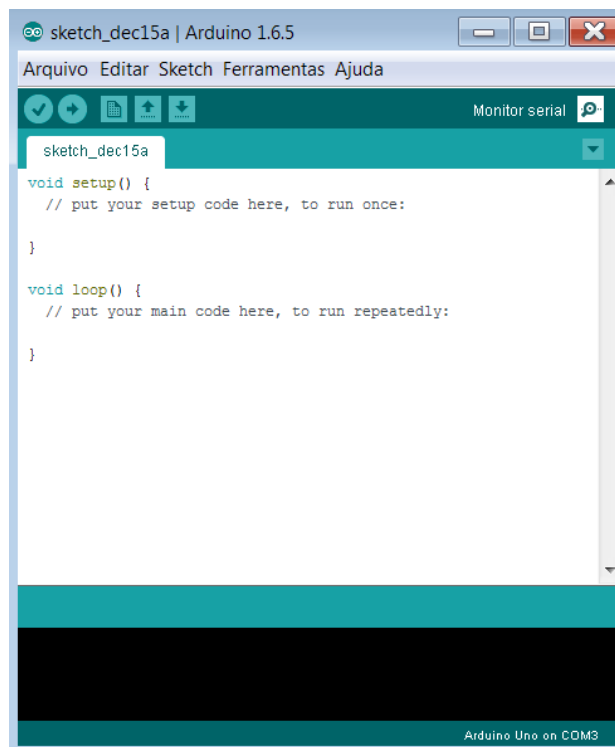 sketch_dec15a | Arduino 1.6.5
Arquivo Editar Sketch Ferramentas Ajuda
Monitor serial
sketch_dec15a
void setup() {
// put your setup code here, to run once:
}
void loop() {
// put your main code here, to run repeatedly:
}
Arduino Uno on COM3